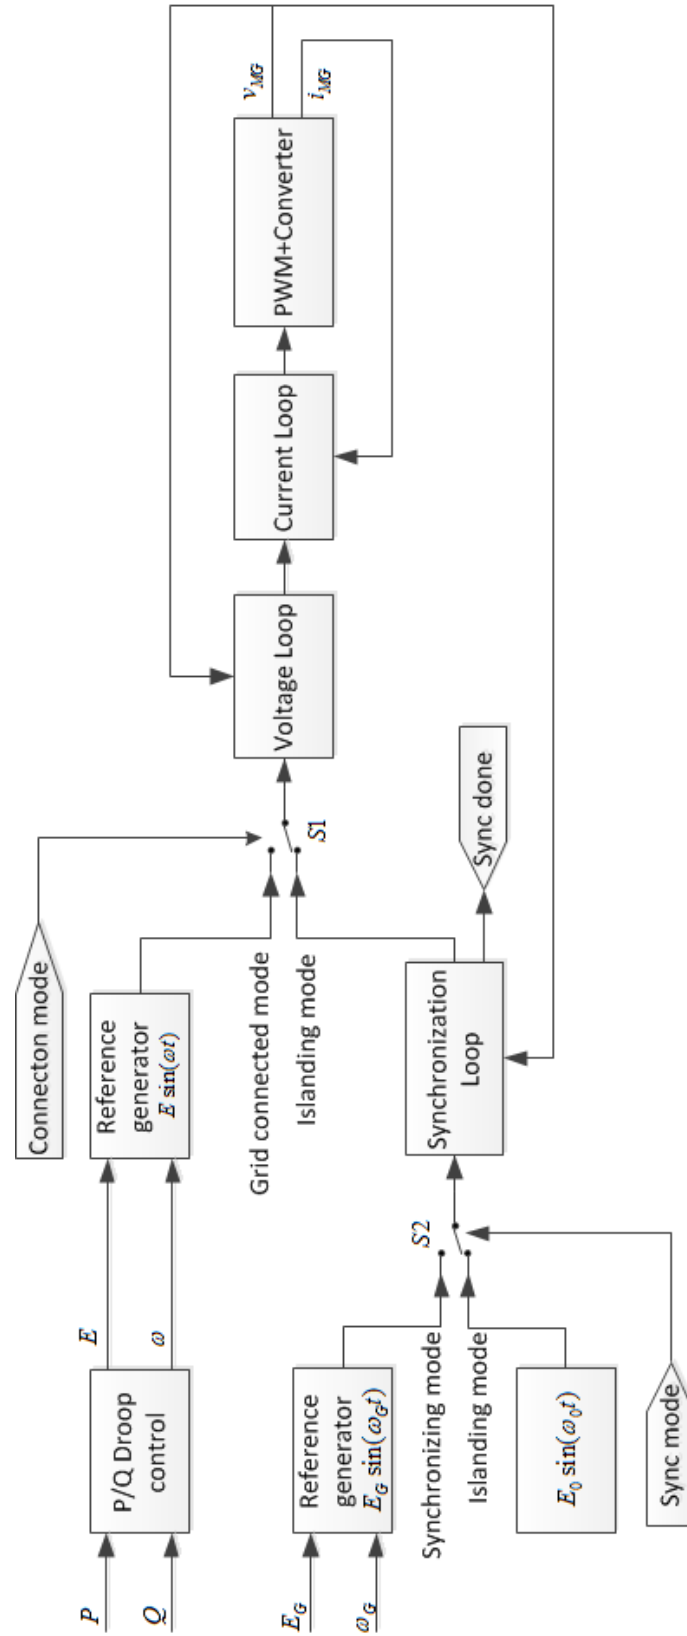 Connecton mode
P
Q
P/Q Droop
control
E
ω
Reference
generator
E sin(ωt)
Grid connected mode
Islanding mode
S1
Voltage Loop
Current Loop
PWM+Converter
v_MG
i_MG
E_G
ω_G
Reference
generator
E_G sin(ω_G t)
Synchronizing mode
Islanding mode
S2
E_0 sin(ω_0 t)
Sync mode
Synchronization
Loop
Sync done